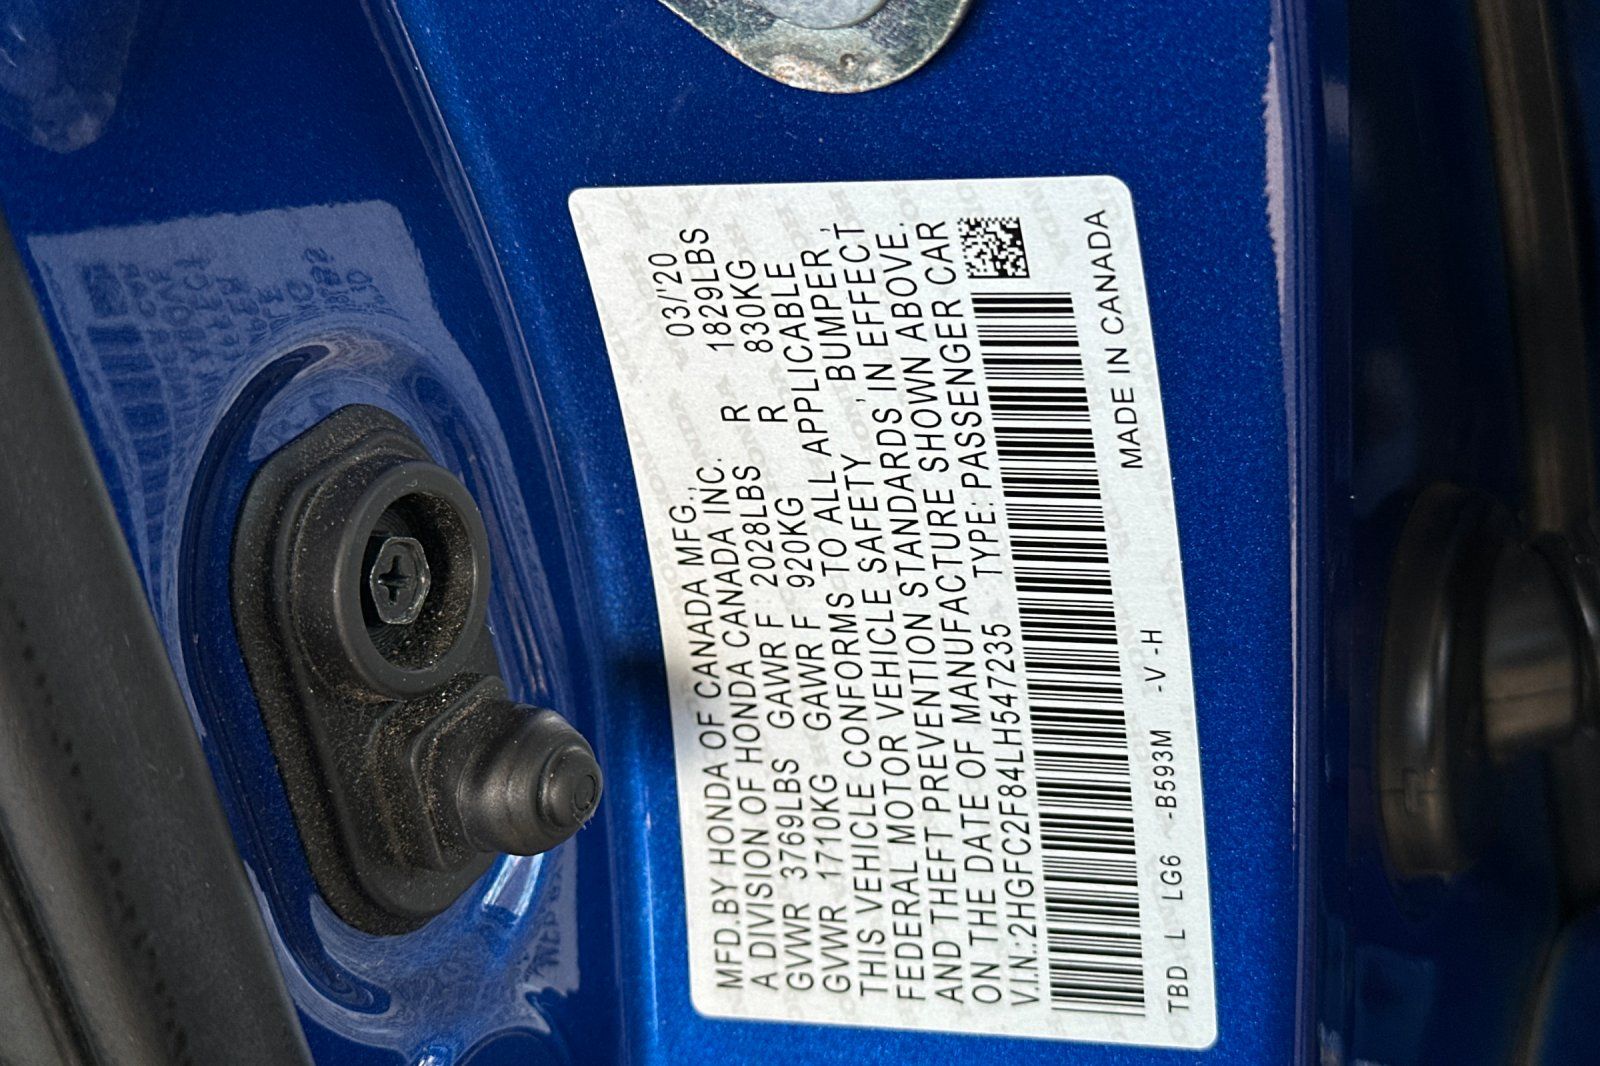 MFD.BY HONDA OF CANADA MFG., 03/'20
A DIVISION OF HONDA CANADA INC.
GVWR 3769LBS GAWR F 2028LBS R 1829LBS
GVWR 1710KG GAWR F 920KG R 830KG
THIS VEHICLE CONFORMS TO ALL APPLICABLE
FEDERAL MOTOR VEHICLE SAFETY, BUMPER,
AND THEFT PREVENTION STANDARDS IN EFFECT
ON THE DATE OF MANUFACTURE SHOWN ABOVE.
V.I.N.:2HGFC2F84LH547235 TYPE: PASSENGER CAR
MADE IN CANADA
TBD L LG6 -B593M -V -H